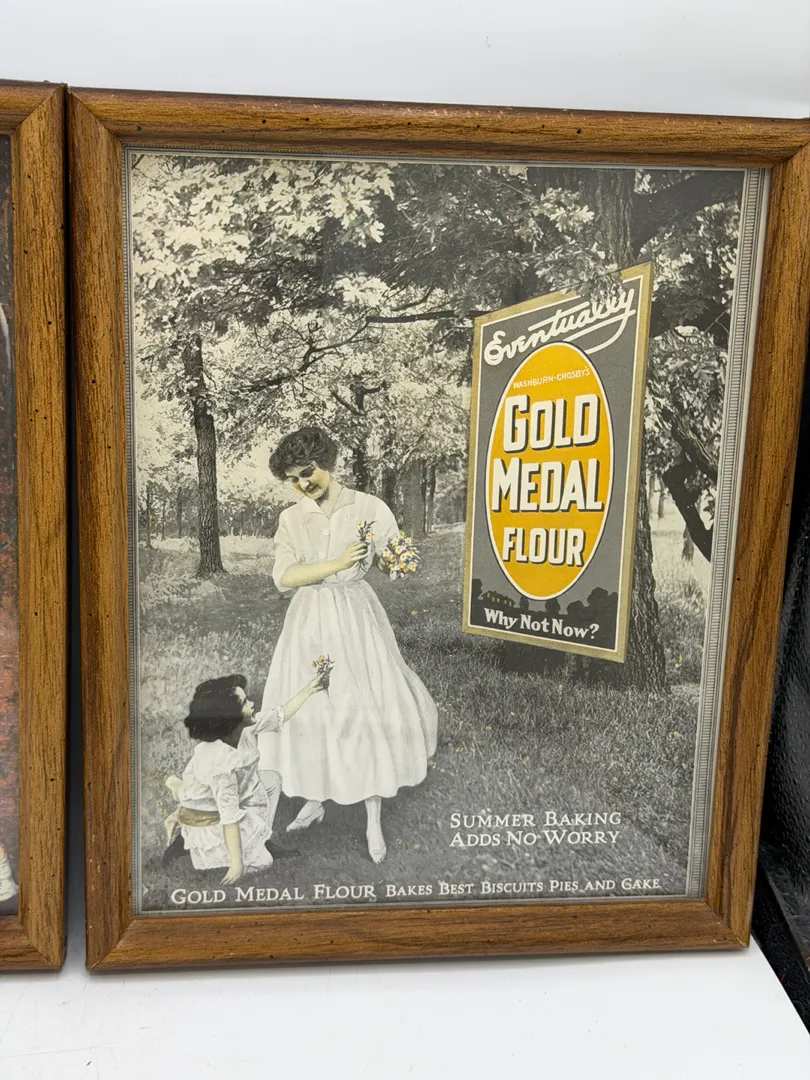 Eventually
WASHBURN-CROSBY'S
GOLD
MEDAL
FLOUR
Why Not Now?
SUMMER BAKING
ADDS NO WORRY
GOLD MEDAL FLOUR BAKES BEST BISCUITS PIES AND CAKE